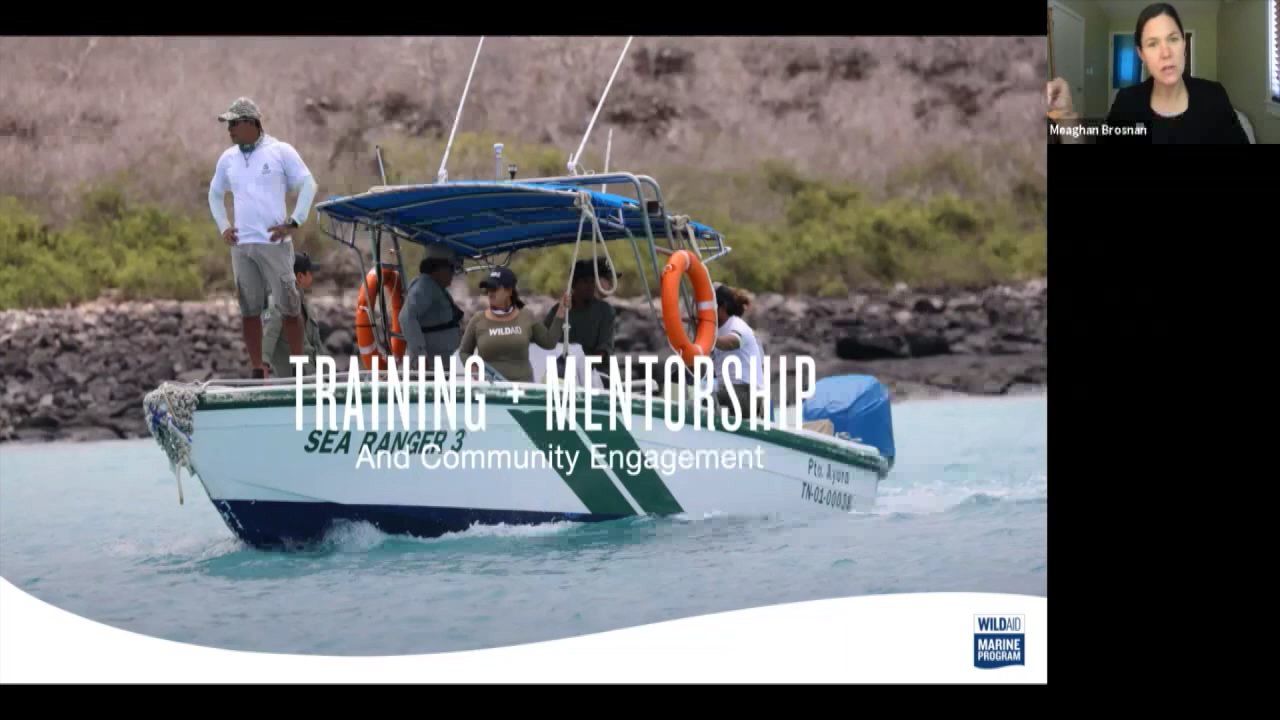 Meaghan Brosnan
WILDAID
TRAINING + MENTORSHIP
SEA RANGER 3
And Community Engagement
Pto. Ayora
TN-01-00038
WILDAID
MARINE
PROGRAM